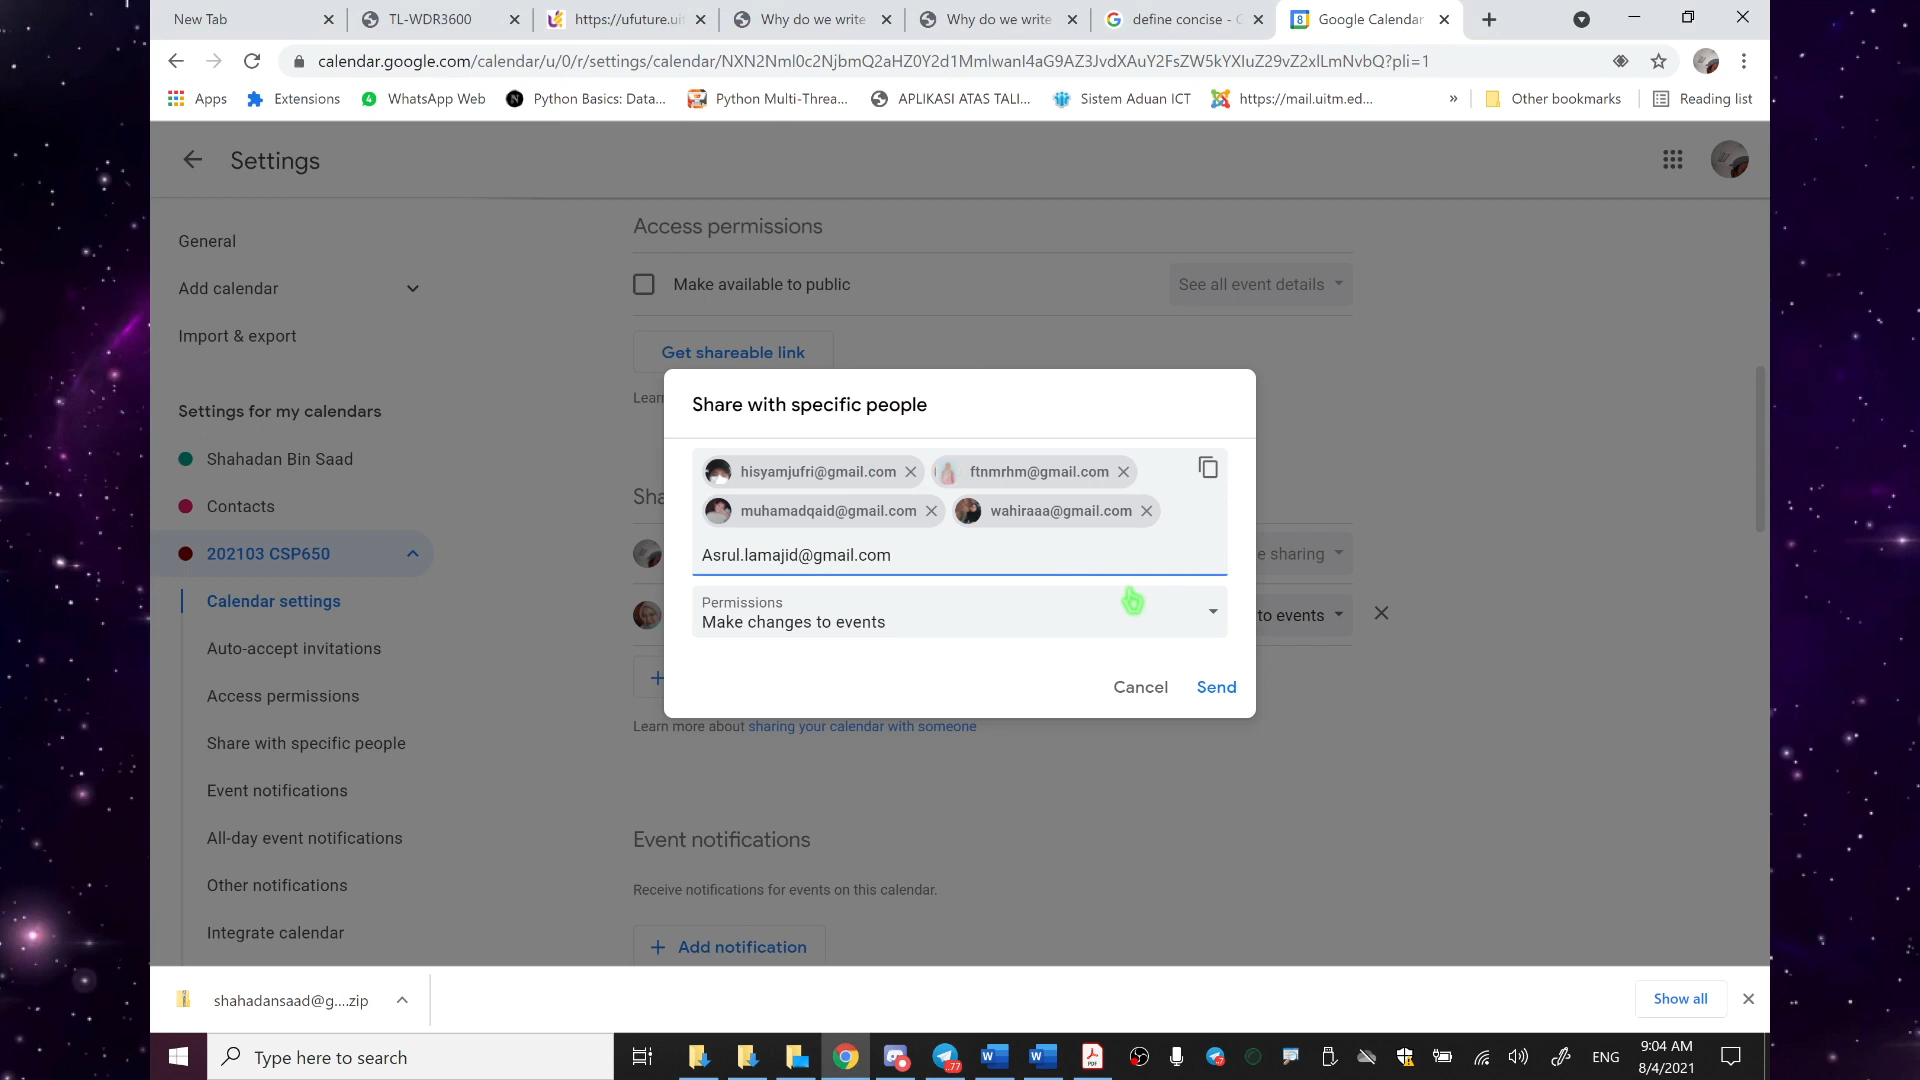 New Tab
TL-WDR3600
https://ufuture.ui
Why do we write
Why do we write
define concise -
Google Calendar
calendar.google.com/calendar/u/0/r/settings/calendar/NXN2Nml0c2NjbmQ2aHZ0Y2d1MmlwanI4aG9AZ3JvdXAuY2FsZW5kYXIuZ29vZ2xlLmNvbQ?pli=1
Apps
Extensions
WhatsApp Web
Python Basics: Data...
Python Multi-Threa...
APLIKASI ATAS TALI...
Sistem Aduan ICT
https://mail.uitm.ed...
»
Other bookmarks
Reading list
Settings
General
Add calendar
Import & export
Settings for my calendars
Shahadan Bin Saad
Contacts
202103 CSP650
Calendar settings
Auto-accept invitations
Access permissions
Share with specific people
Event notifications
All-day event notifications
Other notifications
Integrate calendar
Access permissions
Make available to public
See all event details
Get shareable link
Lear
Sha
e sharing
to events
Share with specific people
hisyamjufri@gmail.com
ftnmrhm@gmail.com
muhamadqaid@gmail.com
wahiraaa@gmail.com
Asrul.lamajid@gmail.com
Permissions
Make changes to events
Cancel
Send
Learn more about sharing your calendar with someone
Event notifications
Receive notifications for events on this calendar.
+ Add notification
shahadansaad@g....zip
Show all
Type here to search
77
ENG
9:04 AM
8/4/2021